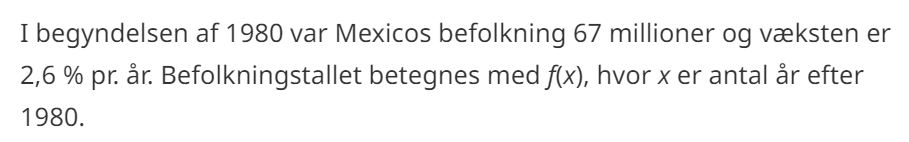 I begyndelsen af 1980 var Mexicos befolkning 67 millioner og væksten er
2,6 % pr. år. Befolkningstallet betegnes med f(x), hvor x er antal år efter
1980.